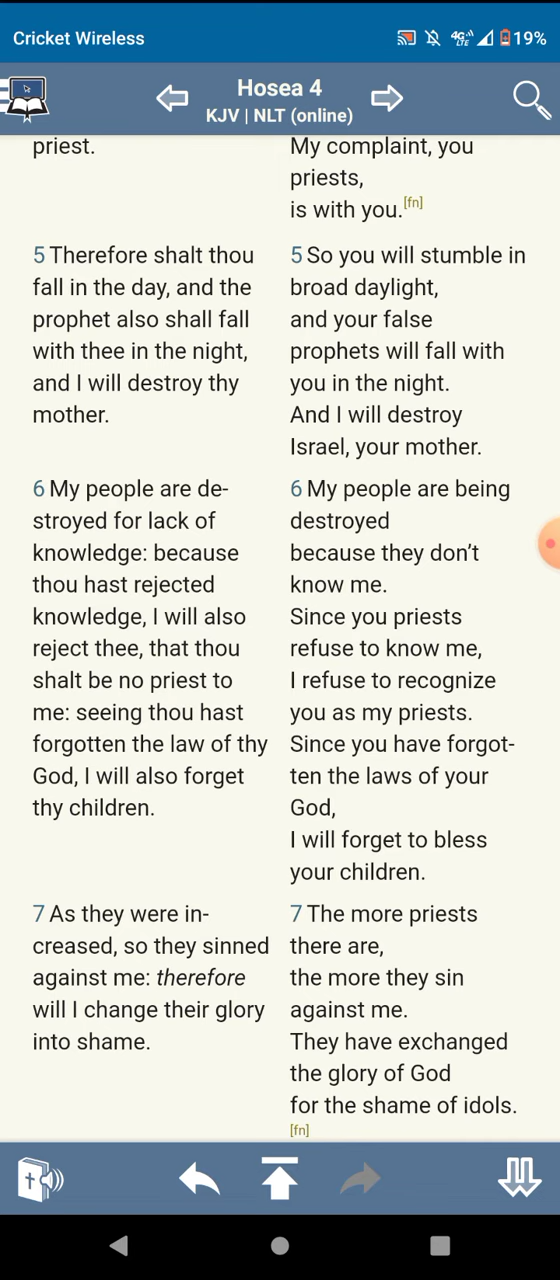 Cricket Wireless
4G LTE
19%
Hosea 4
KJV | NLT (online)
priest.
5 Therefore shalt thou
fall in the day, and the
prophet also shall fall
with thee in the night,
and I will destroy thy
mother.
6 My people are de-
stroyed for lack of
knowledge: because
thou hast rejected
knowledge, I will also
reject thee, that thou
shalt be no priest to
me: seeing thou hast
forgotten the law of thy
God, I will also forget
thy children.
7 As they were in-
creased, so they sinned
against me: therefore
will I change their glory
into shame.
My complaint, you
priests,
is with you.[fn]
5 So you will stumble in
broad daylight,
and your false
prophets will fall with
you in the night.
And I will destroy
Israel, your mother.
6 My people are being
destroyed
because they don’t
know me.
Since you priests
refuse to know me,
I refuse to recognize
you as my priests.
Since you have forgot-
ten the laws of your
God,
I will forget to bless
your children.
7 The more priests
there are,
the more they sin
against me.
They have exchanged
the glory of God
for the shame of idols.
[fn]